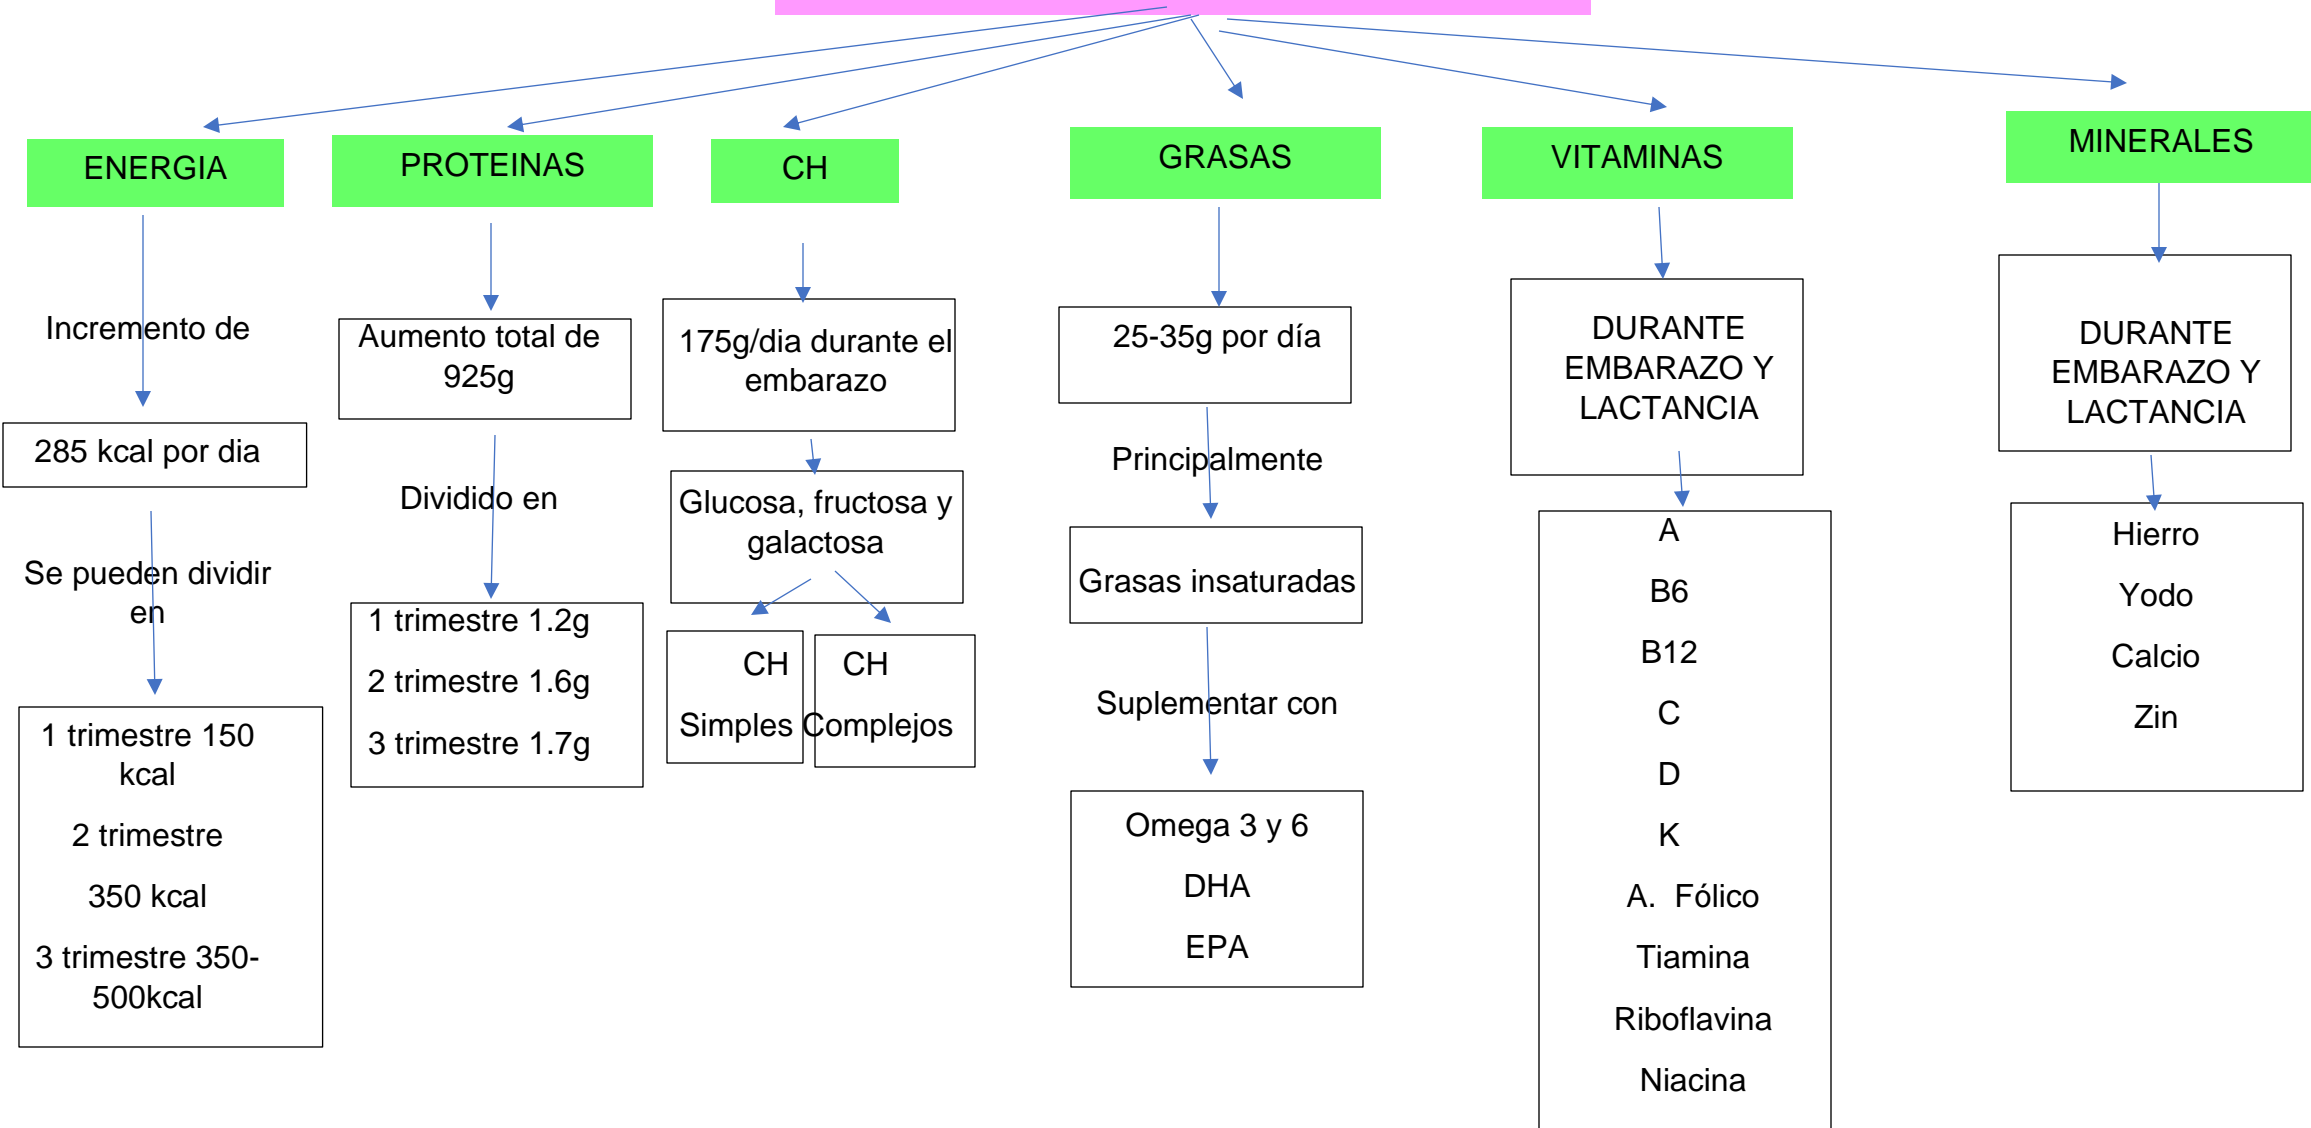 ENERGIA
Incremento de
285 kcal por dia
Se pueden dividir
en
1 trimestre 150
kcal
2 trimestre
350 kcal
3 trimestre 350-
500kcal
PROTEINAS
Aumento total de
925g
Dividido en
1 trimestre 1.2g
2 trimestre 1.6g
3 trimestre 1.7g
CH
175g/dia durante el
embarazo
Glucosa, fructosa y
galactosa
CH
Simples
CH
Complejos
GRASAS
25-35g por día
Principalmente
Grasas insaturadas
Suplementar con
Omega 3 y 6
DHA
EPA
VITAMINAS
DURANTE
EMBARAZO Y
LACTANCIA
A
B6
B12
C
D
K
A.  Fólico
Tiamina
Riboflavina
Niacina
MINERALES
DURANTE
EMBARAZO Y
LACTANCIA
Hierro
Yodo
Calcio
Zin